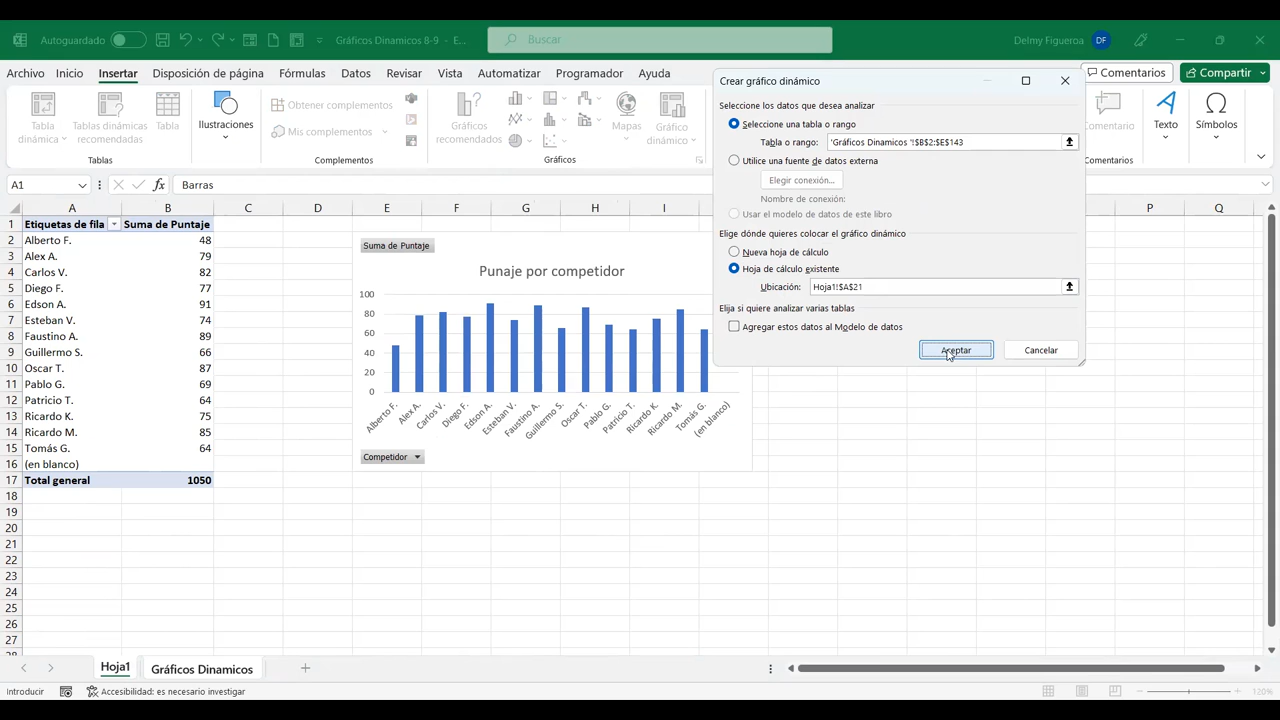 Autoguardado
Gráficos Dinamicos 8-9 - E...
Buscar
Delmy Figueroa
DF
Archivo Inicio Insertar Disposición de página Fórmulas Datos Revisar Vista Automatizar Programador Ayuda
Comentarios
Compartir
Tabla dinámica
Tablas dinámicas recomendadas
Tabla
Ilustraciones
Obtener complementos
Mis complementos
Gráficos recomendados
Mapas
Gráfico dinámico
Comentario
Texto
Símbolos
Tablas
Complementos
Gráficos
Comentarios
A1
fx
Barras
Crear gráfico dinámico
Seleccione los datos que desea analizar
Seleccione una tabla o rango
Tabla o rango: 'Gráficos Dinamicos '!$B$2:$E$143
Utilice una fuente de datos externa
Elegir conexión...
Nombre de conexión:
Usar el modelo de datos de este libro
Elige dónde quieres colocar el gráfico dinámico
Nueva hoja de cálculo
Hoja de cálculo existente
Ubicación: Hoja1!$A$21
Elija si quiere analizar varias tablas
Agregar estos datos al Modelo de datos
Aceptar Cancelar
A B C D E F G H I P Q
1 Etiquetas de fila Suma de Puntaje
2 Alberto F. 48
3 Alex A. 79
4 Carlos V. 82
5 Diego F. 77
6 Edson A. 91
7 Esteban V. 74
8 Faustino A. 89
9 Guillermo S. 66
10 Oscar T. 87
11 Pablo G. 69
12 Patricio T. 64
13 Ricardo K. 75
14 Ricardo M. 85
15 Tomás G. 64
16 (en blanco)
17 Total general 1050
18
19
20
21
22
23
24
25
26
27
Suma de Puntaje
Punaje por competidor
100
80
60
40
20
0
Alberto F. Alex A. Carlos V. Diego F. Edson A. Esteban V. Faustino A. Guillermo S. Oscar T. Pablo G. Patricio T. Ricardo K. Ricardo M. Tomás G. (en blanco)
Competidor
Hoja1 Gráficos Dinamicos
Introducir
Accesibilidad: es necesario investigar
120%